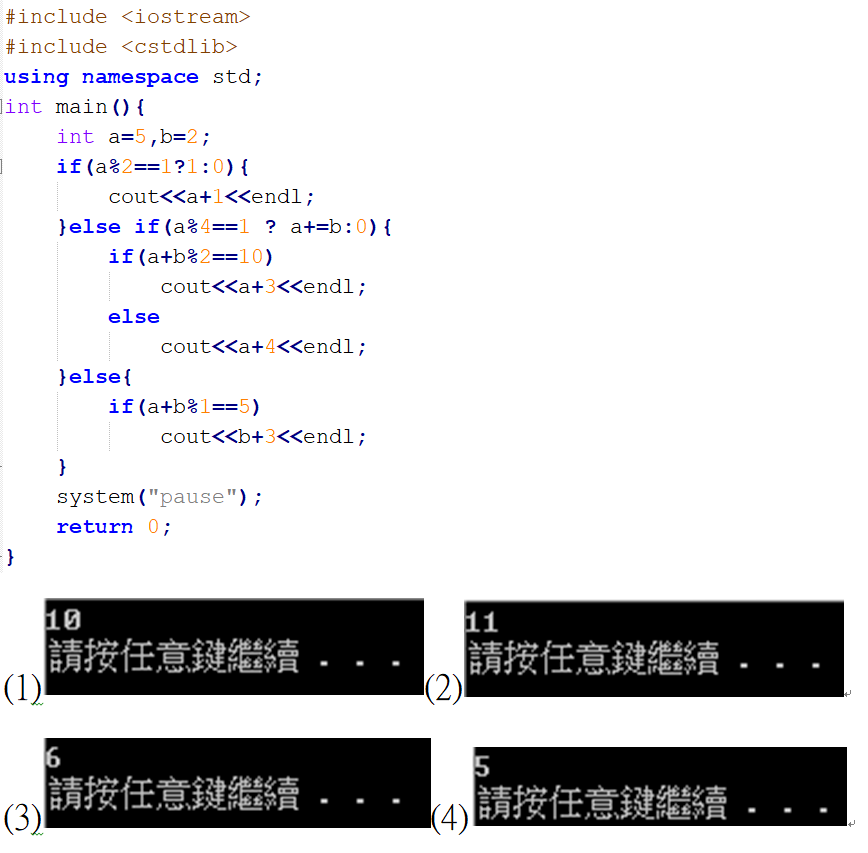 #include <iostream>
#include <cstdlib>
using namespace std;
int main(){
    int a=5,b=2;
    if(a%2==1?1:0){
        cout<<a+1<<endl;
    }else if(a%4==1 ? a+=b:0){
        if(a+b%2==10)
            cout<<a+3<<endl;
        else
            cout<<a+4<<endl;
    }else{
        if(a+b%1==5)
            cout<<b+3<<endl;
    }
    system("pause");
    return 0;
}
(1) 10
請按任意鍵繼續 . . .
(2) 11
請按任意鍵繼續 . . .
(3) 6
請按任意鍵繼續 . . .
(4) 5
請按任意鍵繼續 . . .